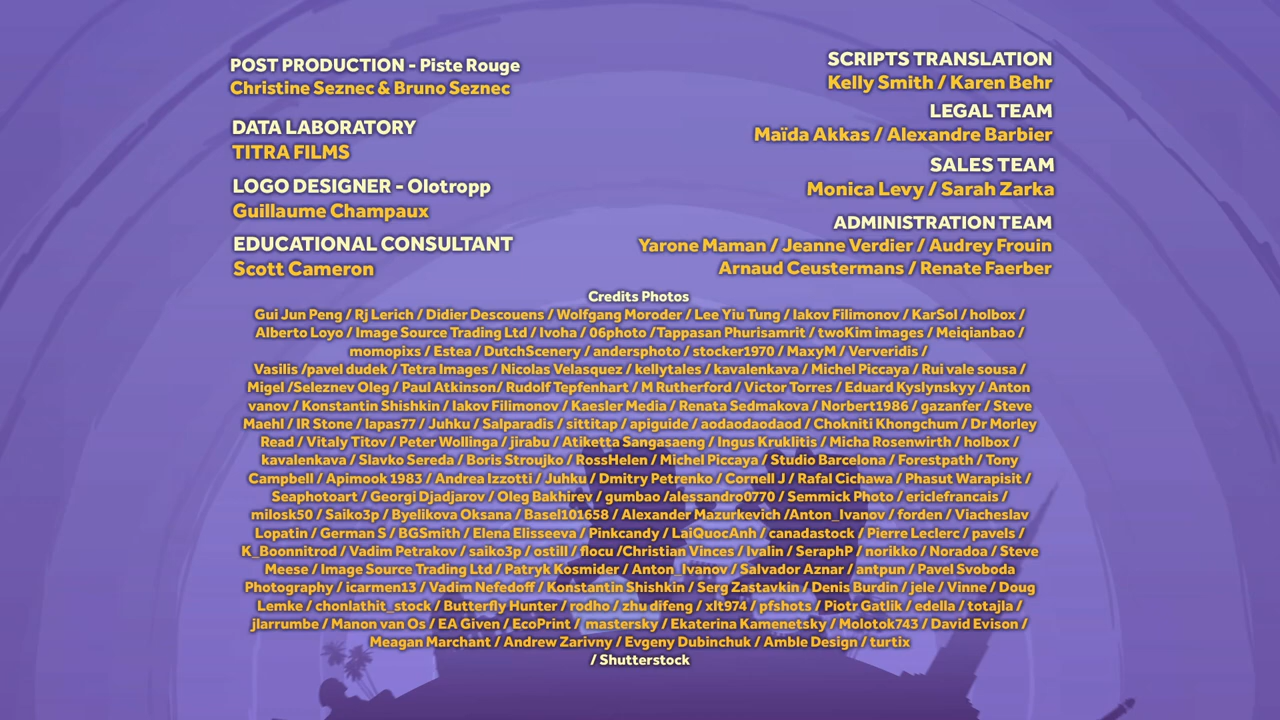 POST PRODUCTION - Piste Rouge
Christine Seznec & Bruno Seznec
DATA LABORATORY
TITRA FILMS
LOGO DESIGNER - Olotropp
Guillaume Champaux
EDUCATIONAL CONSULTANT
Scott Cameron
SCRIPTS TRANSLATION
Kelly Smith / Karen Behr
LEGAL TEAM
Maïda Akkas / Alexandre Barbier
SALES TEAM
Monica Levy / Sarah Zarka
ADMINISTRATION TEAM
Yarone Maman / Jeanne Verdier / Audrey Frouin
Arnaud Ceustermans / Renate Faerber
Credits Photos
Gui Jun Peng / Rj Lerich / Didier Descouens / Wolfgang Moroder / Lee Yiu Tung / Iakov Filimonov / KarSol / holbox /
Alberto Loyo / Image Source Trading Ltd / Ivoha / 06photo /Tappasan Phurisamrit / twoKim images / Meiqianbao /
momopixs / Estea / DutchScenery / andersphoto / stocker1970 / MaxyM / Ververidis /
Vasilis /pavel dudek / Tetra Images / Nicolas Velasquez / kellytales / kavalenkava / Michel Piccaya / Rui vale sousa /
Migel /Seleznev Oleg / Paul Atkinson/ Rudolf Tepfenhart / M Rutherford / Victor Torres / Eduard Kyslynskyy / Anton
vanov / Konstantin Shishkin / Iakov Filimonov / Kaesler Media / Renata Sedmakova / Norbert1986 / gazanfer / Steve
Maehl / IR Stone / lapas77 / Juhku / Salparadis / sittitap / apiguide / aodaodaodaod / Chokniti Khongchum / Dr Morley
Read / Vitaly Titov / Peter Wollinga / jirabu / Atiketta Sangasaeng / Ingus Kruklitis / Micha Rosenwirth / holbox /
kavalenkava / Slavko Sereda / Boris Stroujko / RossHelen / Michel Piccaya / Studio Barcelona / Forestpath / Tony
Campbell / Apimook 1983 / Andrea Izzotti / Juhku / Dmitry Petrenko / Cornell J / Rafal Cichawa / Phasut Warapisit /
Seaphotoart / Georgi Djadjarov / Oleg Bakhirev / gumbao /alessandro0770 / Semmick Photo / ericlefrancais /
milosk50 / Saiko3p / Byelikova Oksana / Basel101658 / Alexander Mazurkevich /Anton_Ivanov / forden / Viacheslav
Lopatin / German S / BGSmith / Elena Elisseeva / Pinkcandy / LaiQuocAnh / canadastock / Pierre Leclerc / pavels /
K_Boonnitrod / Vadim Petrakov / saiko3p / ostill / flocu /Christian Vinces / Ivalin / SeraphP / norikko / Noradoa / Steve
Meese / Image Source Trading Ltd / Patryk Kosmider / Anton_Ivanov / Salvador Aznar / antpun / Pavel Svoboda
Photography / icarmen13 / Vadim Nefedoff / Konstantin Shishkin / Serg Zastavkin / Denis Burdin / jele / Vinne / Doug
Lemke / chonlathit_stock / Butterfly Hunter / rodho / zhu difeng / xlt974 / pfshots / Piotr Gatlik / edella / totajla /
jlarrumbe / Manon van Os / EA Given / EcoPrint / mastersky / Ekaterina Kamenetsky / Molotok743 / David Evison /
Meagan Marchant / Andrew Zarivny / Evgeny Dubinchuk / Amble Design / turtix
/ Shutterstock